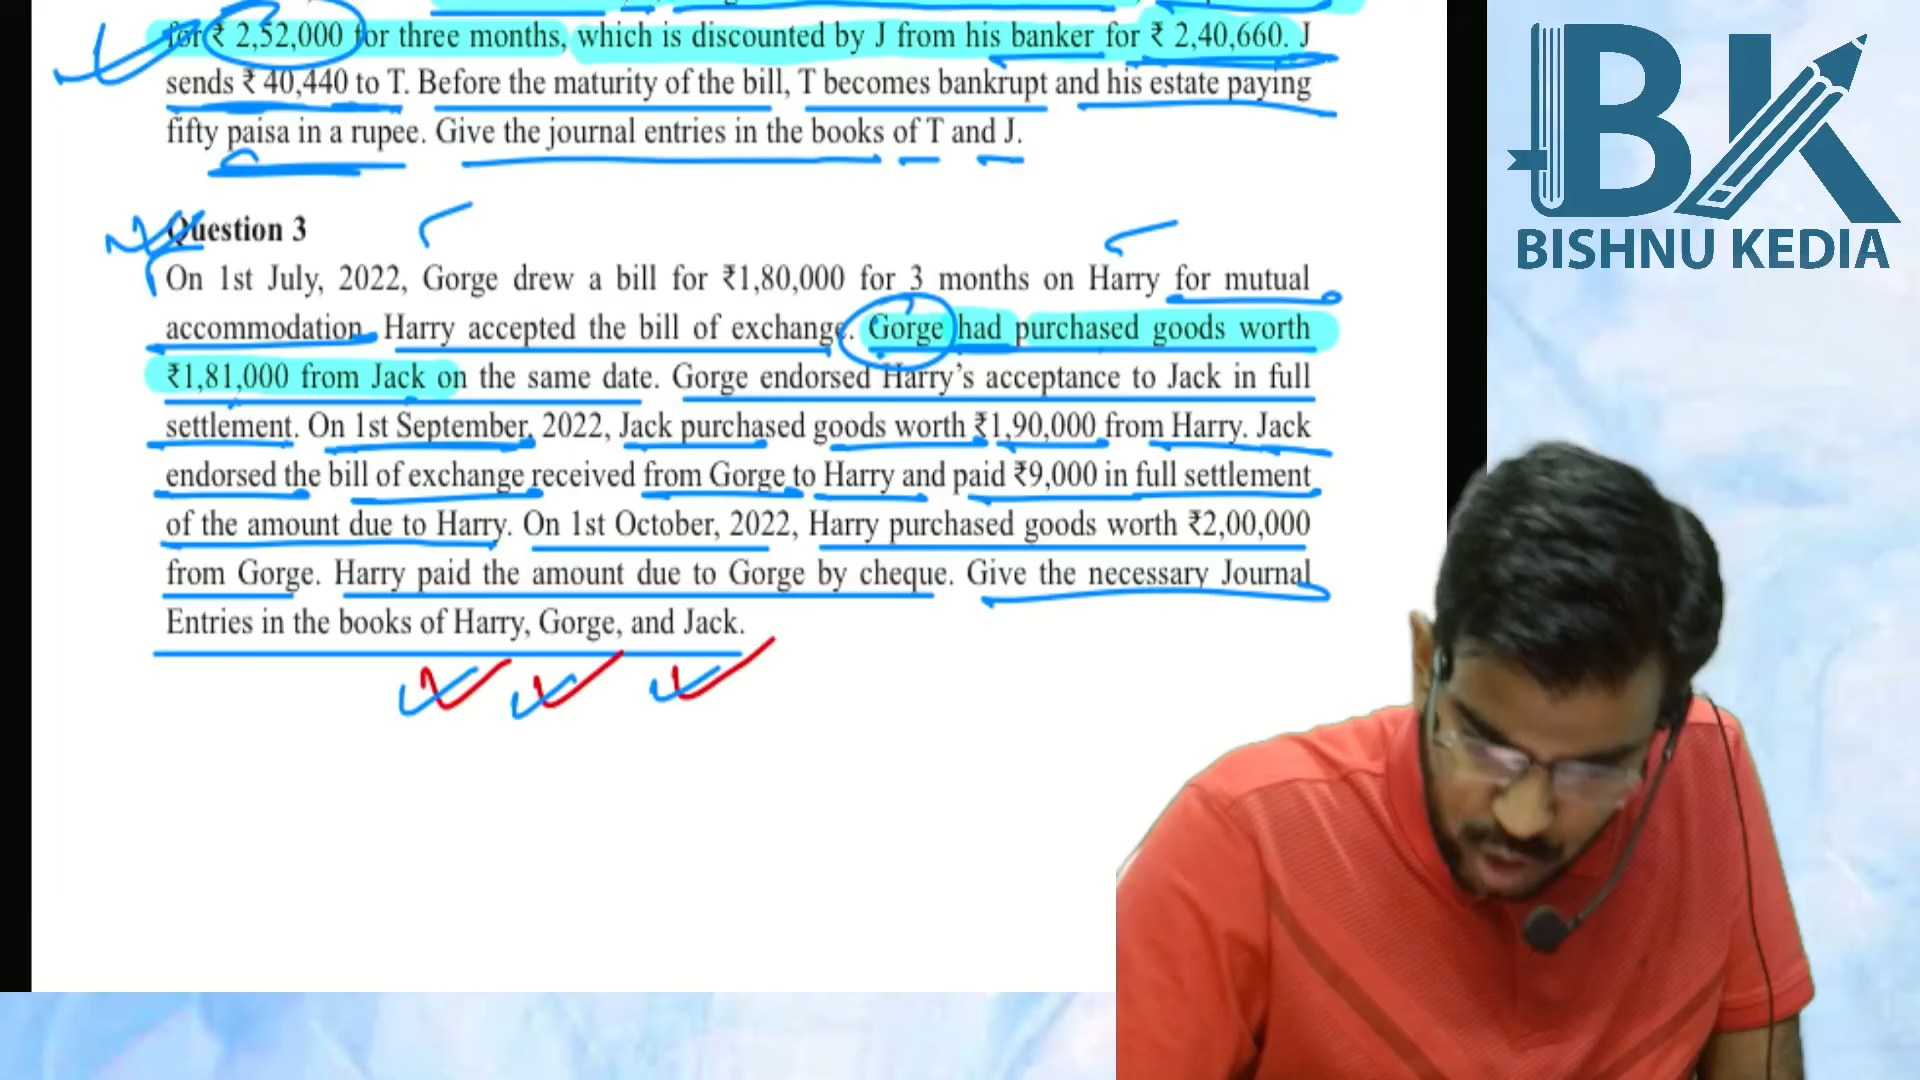 for ₹ 2,52,000 for three months, which is discounted by J from his banker for ₹ 2,40,660. J
sends ₹ 40,440 to T. Before the maturity of the bill, T becomes bankrupt and his estate paying
fifty paisa in a rupee. Give the journal entries in the books of T and J.
Question 3
On 1st July, 2022, Gorge drew a bill for ₹1,80,000 for 3 months on Harry for mutual
accommodation. Harry accepted the bill of exchange. Gorge had purchased goods worth
₹1,81,000 from Jack on the same date. Gorge endorsed Harry’s acceptance to Jack in full
settlement. On 1st September, 2022, Jack purchased goods worth ₹1,90,000 from Harry. Jack
endorsed the bill of exchange received from Gorge to Harry and paid ₹9,000 in full settlement
of the amount due to Harry. On 1st October, 2022, Harry purchased goods worth ₹2,00,000
from Gorge. Harry paid the amount due to Gorge by cheque. Give the necessary Journal
Entries in the books of Harry, Gorge, and Jack.
BK
BISHNU KEDIA